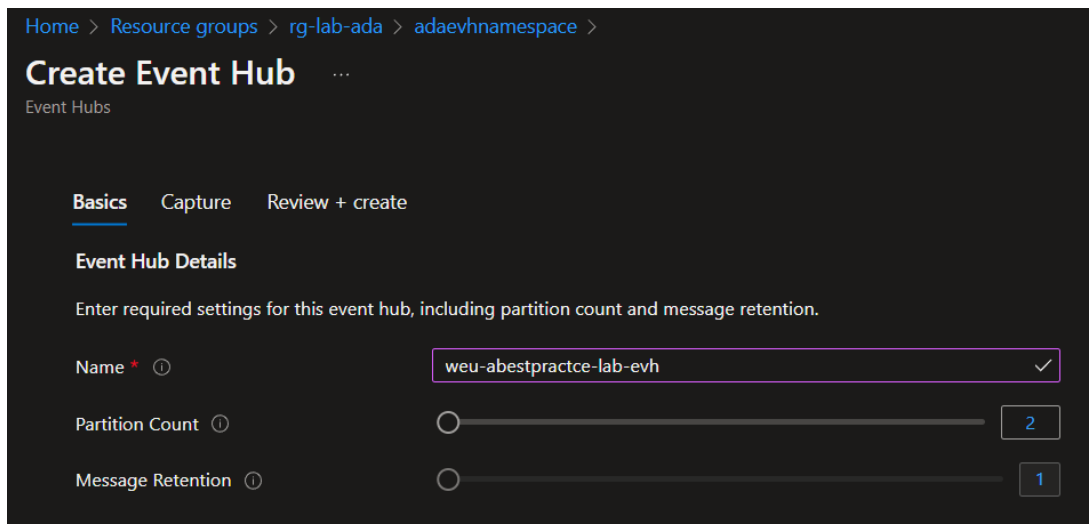 Home > Resource groups > rg-lab-ada > adaevhnamespace >
Create Event Hub ...
Event Hubs
Basics Capture Review + create
Event Hub Details
Enter required settings for this event hub, including partition count and message retention.
Name * weu-abestpractce-lab-evh
Partition Count 2
Message Retention 1